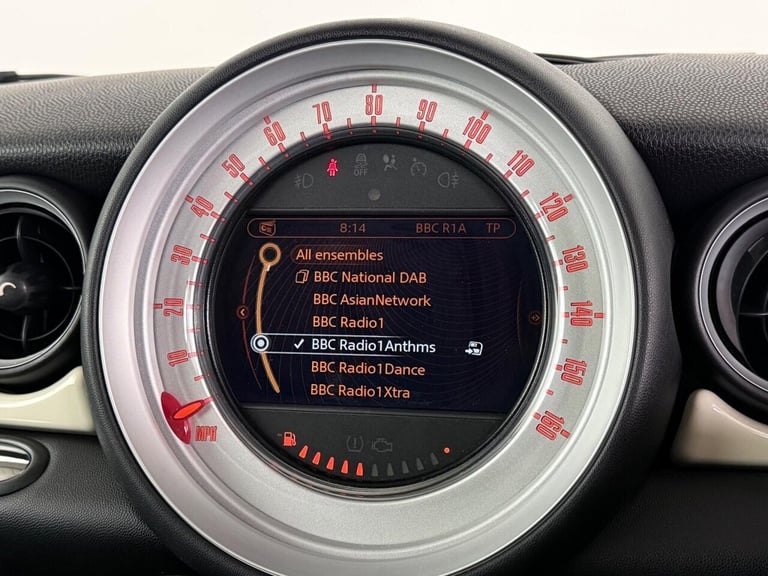 10
20
30
40
50
60
70
80
90
100
110
120
130
140
150
160
MPH
OFF
8:14 BBC R1A TP
All ensembles
BBC National DAB
BBC AsianNetwork
BBC Radio1
BBC Radio1Anthms
BBC Radio1Dance
BBC Radio1Xtra